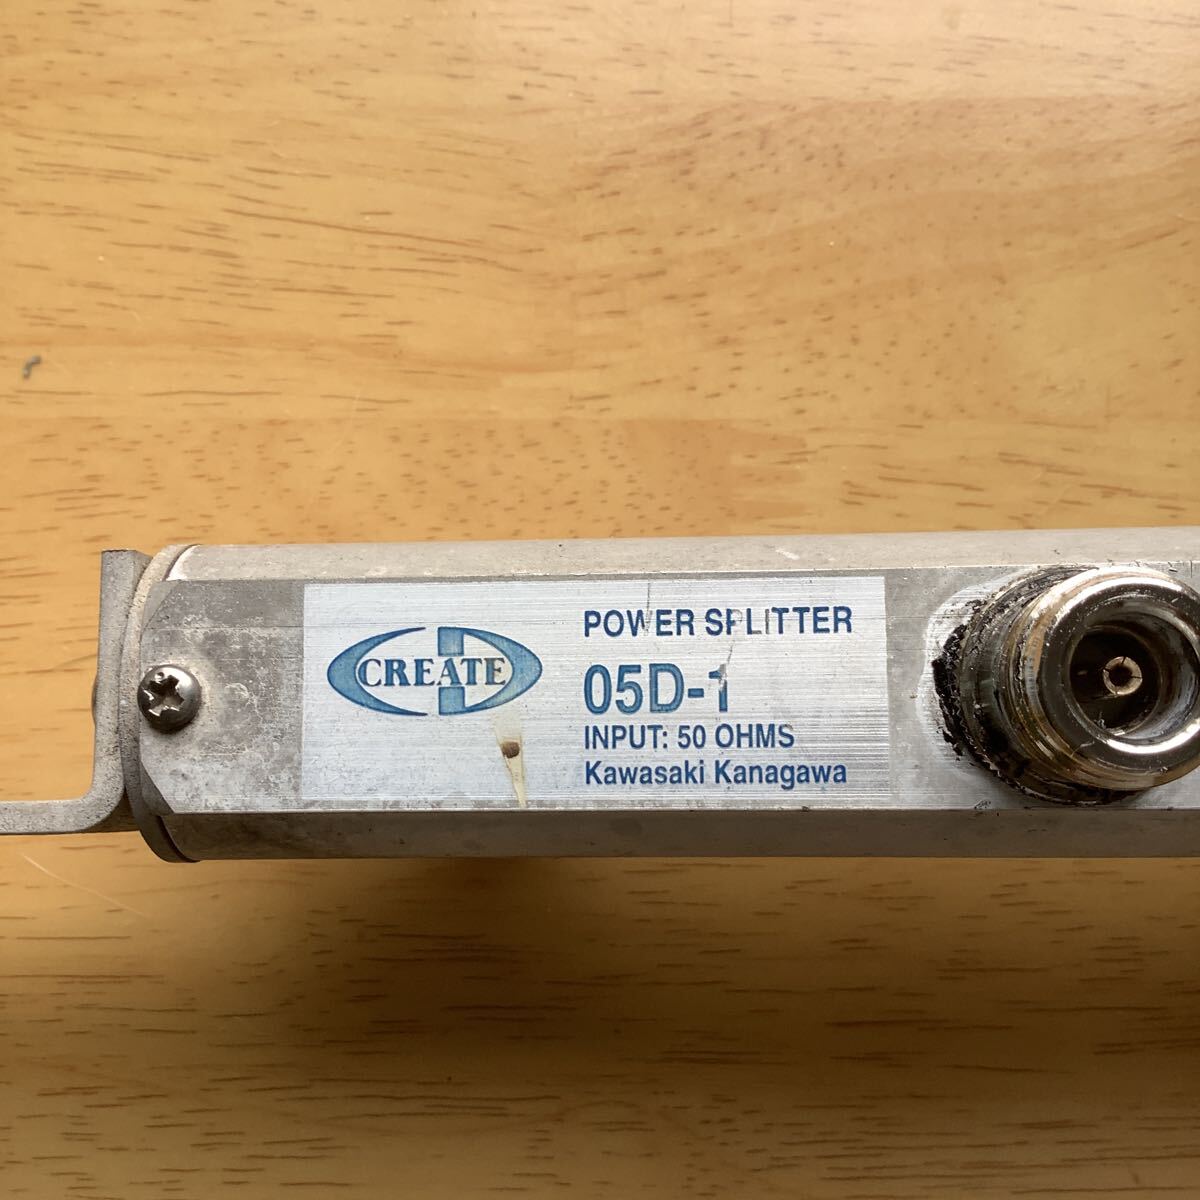 CREATE
POWER SPLITTER
05D-1
INPUT: 50 OHMS
Kawasaki Kanagawa